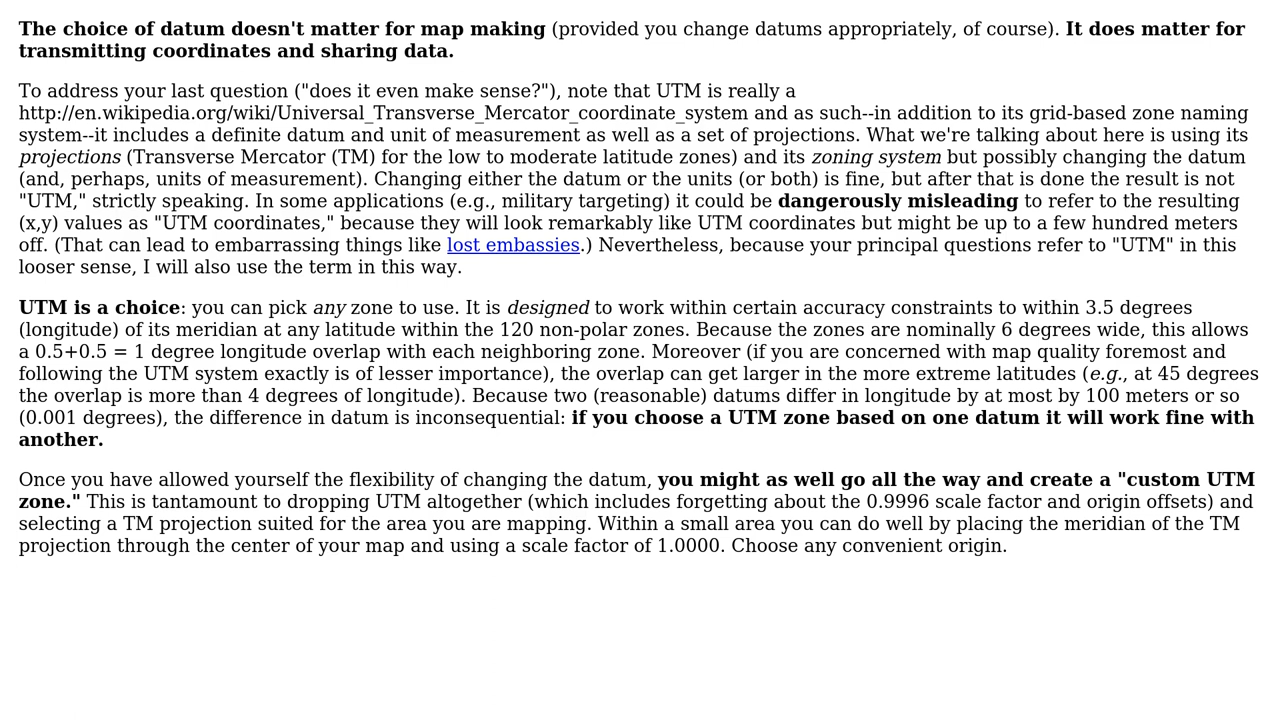 The choice of datum doesn't matter for map making (provided you change datums appropriately, of course). It does matter for
transmitting coordinates and sharing data.
To address your last question ("does it even make sense?"), note that UTM is really a
http://en.wikipedia.org/wiki/Universal_Transverse_Mercator_coordinate_system and as such--in addition to its grid-based zone naming
system--it includes a definite datum and unit of measurement as well as a set of projections. What we're talking about here is using its
projections (Transverse Mercator (TM) for the low to moderate latitude zones) and its zoning system but possibly changing the datum
(and, perhaps, units of measurement). Changing either the datum or the units (or both) is fine, but after that is done the result is not
"UTM," strictly speaking. In some applications (e.g., military targeting) it could be dangerously misleading to refer to the resulting
(x,y) values as "UTM coordinates," because they will look remarkably like UTM coordinates but might be up to a few hundred meters
off. (That can lead to embarrassing things like lost embassies.) Nevertheless, because your principal questions refer to "UTM" in this
looser sense, I will also use the term in this way.
UTM is a choice: you can pick any zone to use. It is designed to work within certain accuracy constraints to within 3.5 degrees
(longitude) of its meridian at any latitude within the 120 non-polar zones. Because the zones are nominally 6 degrees wide, this allows
a 0.5+0.5 = 1 degree longitude overlap with each neighboring zone. Moreover (if you are concerned with map quality foremost and
following the UTM system exactly is of lesser importance), the overlap can get larger in the more extreme latitudes (e.g., at 45 degrees
the overlap is more than 4 degrees of longitude). Because two (reasonable) datums differ in longitude by at most by 100 meters or so
(0.001 degrees), the difference in datum is inconsequential: if you choose a UTM zone based on one datum it will work fine with
another.
Once you have allowed yourself the flexibility of changing the datum, you might as well go all the way and create a "custom UTM
zone." This is tantamount to dropping UTM altogether (which includes forgetting about the 0.9996 scale factor and origin offsets) and
selecting a TM projection suited for the area you are mapping. Within a small area you can do well by placing the meridian of the TM
projection through the center of your map and using a scale factor of 1.0000. Choose any convenient origin.